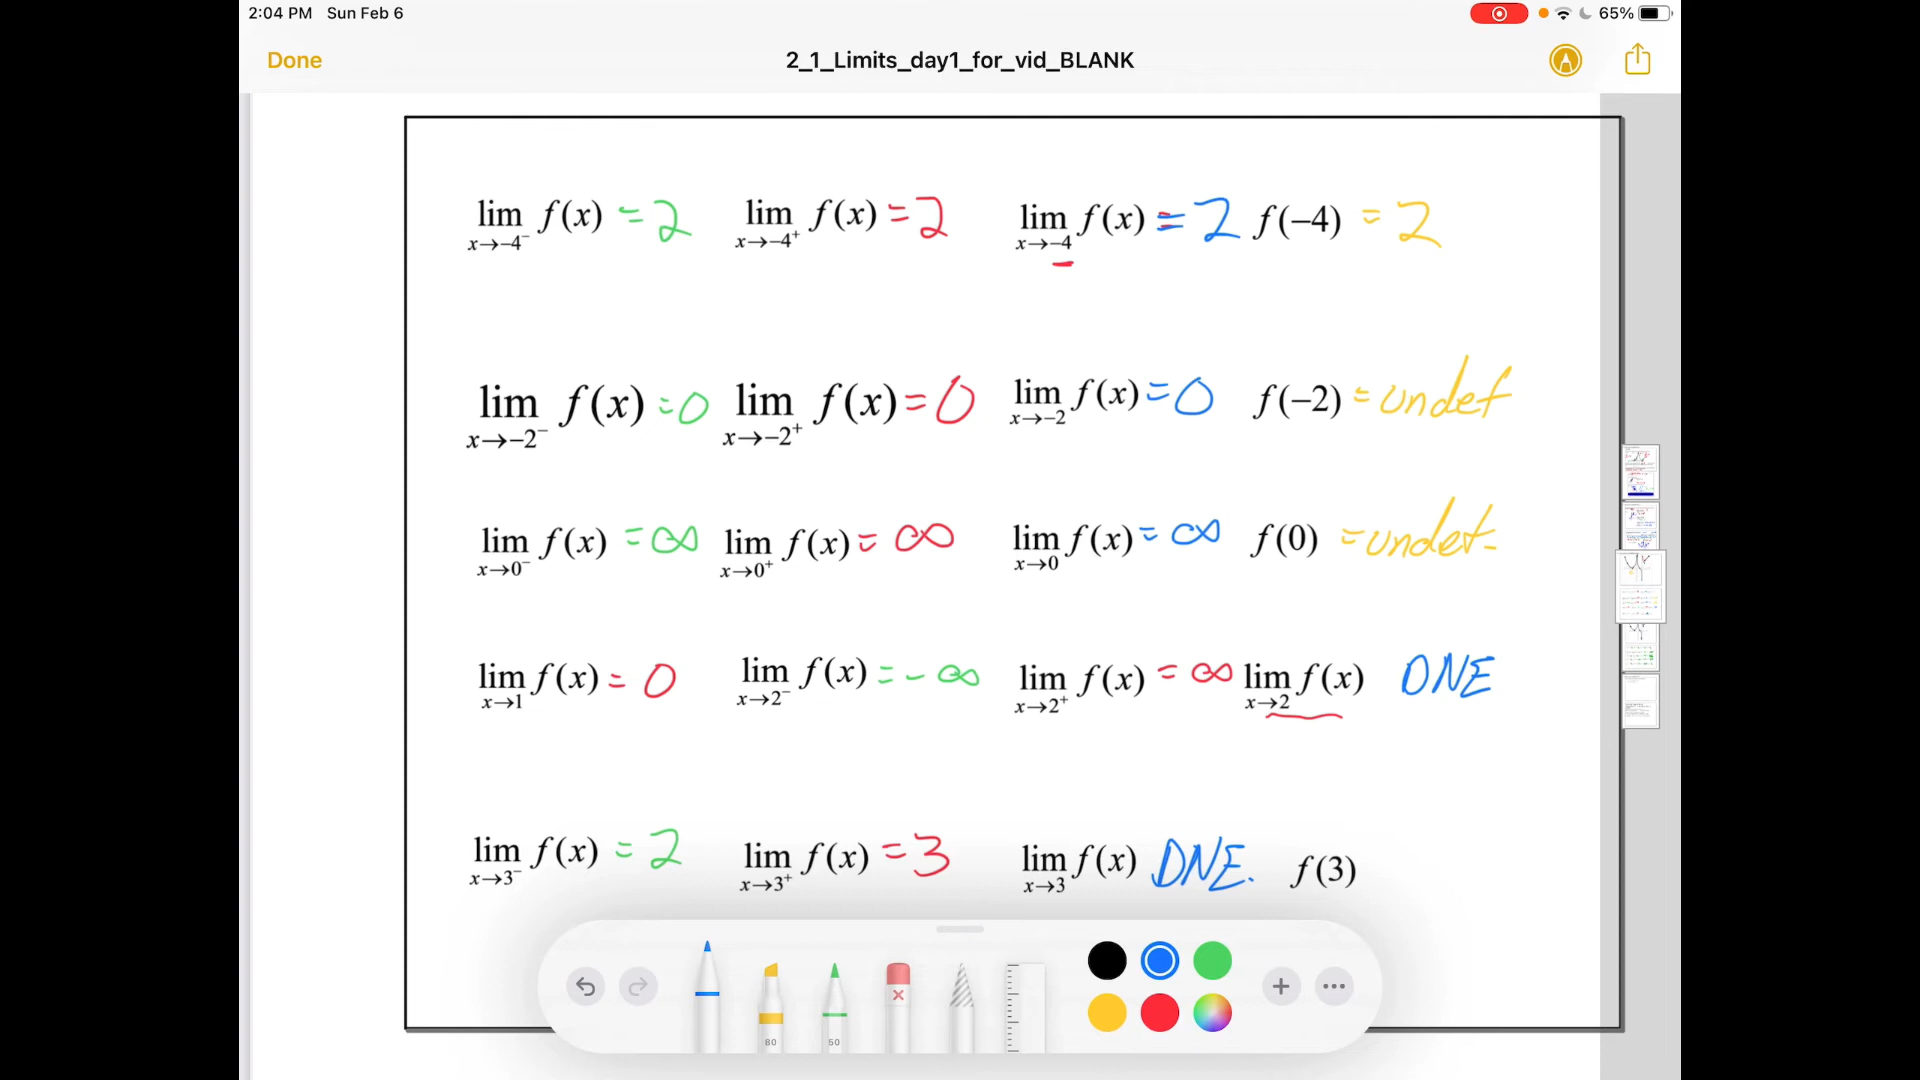 2:04 PM Sun Feb 6 65%
Done 2_1_Limits_day1_for_vid_BLANK
lim x→-4⁻ f(x) = 2 lim x→-4⁺ f(x) = 2 lim x→-4 f(x) = 2 f(−4) = 2
lim x→-2⁻ f(x) = 0 lim x→-2⁺ f(x) = 0 lim x→-2 f(x) = 0 f(−2) = undef
lim x→0⁻ f(x) = ∞ lim x→0⁺ f(x) = ∞ lim x→0 f(x) = ∞ f(0) = undef.
lim x→1 f(x) = 0 lim x→2⁻ f(x) = -∞ lim x→2⁺ f(x) = ∞ lim x→2 f(x) DNE
lim x→3⁻ f(x) = 2 lim x→3⁺ f(x) = 3 lim x→3 f(x) DNE. f(3)
80 50